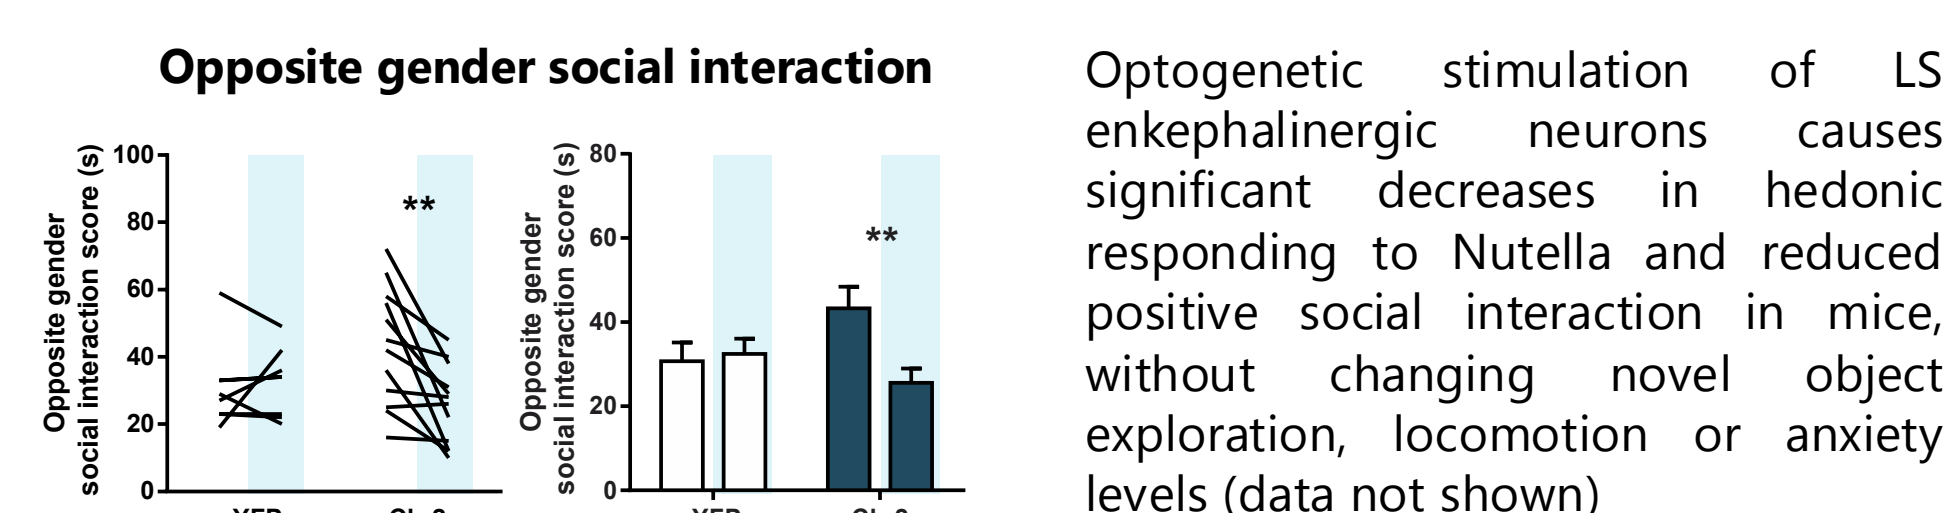 Opposite gender social interaction
Opposite gender
social interaction score (s)
100
80
60
40
20
0
**
Opposite gender
social interaction score (s)
80
60
40
20
0
**
Optogenetic stimulation of LS
enkephalinergic neurons causes
significant decreases in hedonic
responding to Nutella and reduced
positive social interaction in mice,
without changing novel object
exploration, locomotion or anxiety
levels (data not shown)